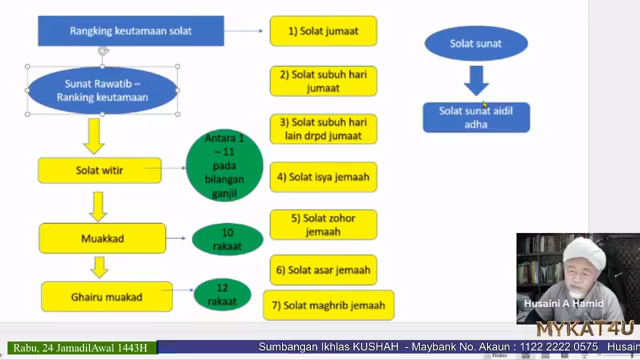 Rangking keutamaan solat
Sunat Rawatib –
Ranking keutamaan
Solat witir
Antara 1
– 11
pada
bilangan
ganjil
Muakkad
10
rakaat
Ghairu muakad
12
rakaat
1) Solat jumaat
2) Solat subuh hari
jumaat
3) Solat subuh hari
lain drpd jumaat
4) Solat isya jemaah
5) Solat zohor
jemaah
6) Solat asar jemaah
7) Solat maghrib jemaah
Solat sunat
Solat sunat aidil
adha
Husaini A Hamid
MYKAT4U
Rabu, 24 JamadilAwal 1443H
Sumbangan Ikhlas KUSHAH - Maybank No. Akaun : 1122 2222 0575 Husain